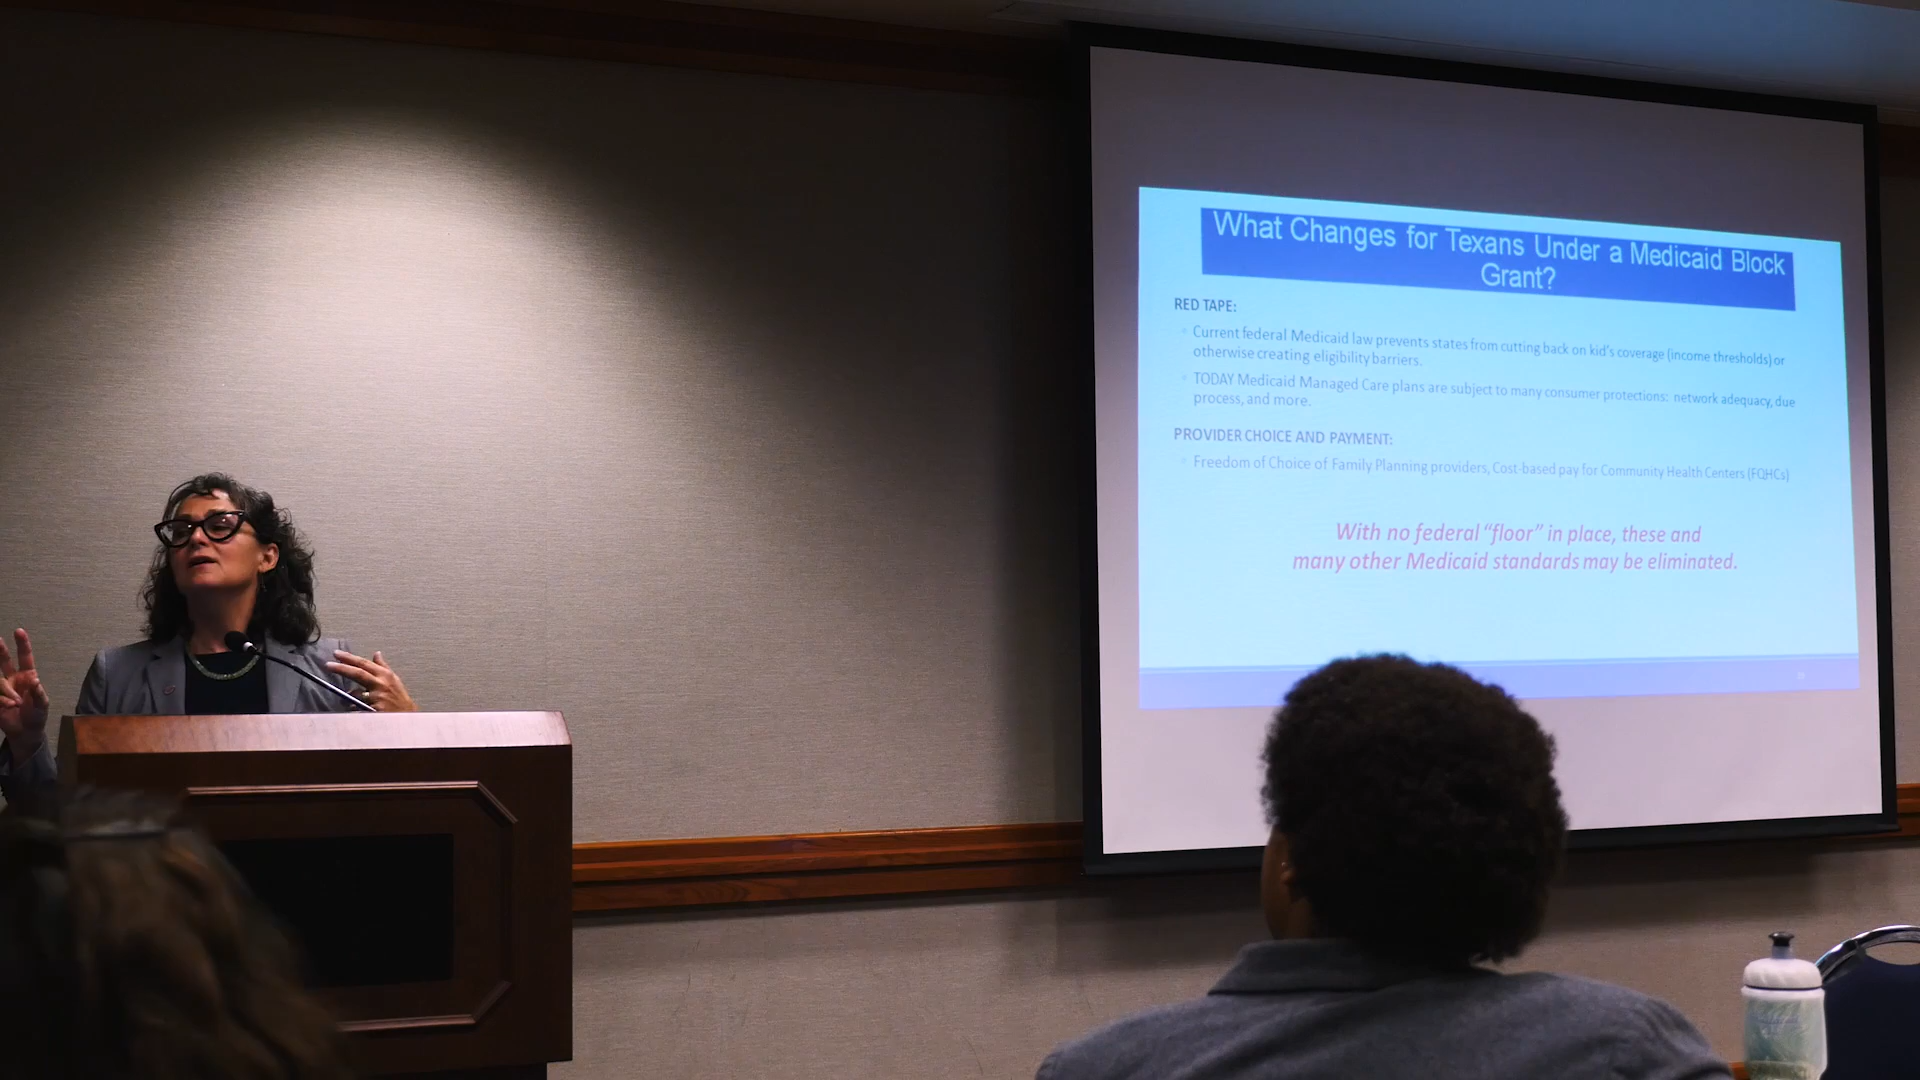 What Changes for Texans Under a Medicaid Block
Grant?
RED TAPE:
Current federal Medicaid law prevents states from cutting back on kid's coverage (income thresholds) or
otherwise creating eligibility barriers.
TODAY Medicaid Managed Care plans are subject to many consumer protections: network adequacy, due
process, and more.
PROVIDER CHOICE AND PAYMENT:
Freedom of Choice of Family Planning providers, Cost-based pay for Community Health Centers (FQHCs)
With no federal “floor” in place, these and
many other Medicaid standards may be eliminated.